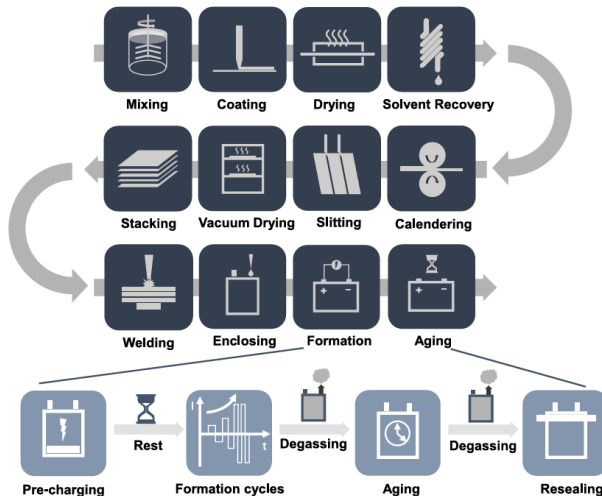 Mixing
Coating
Drying
Solvent Recovery
Stacking
Vacuum Drying
Slitting
Calendering
+ −
+ −
Welding
Enclosing
Formation
Aging
I
t
Rest
Degassing
Degassing
Pre-charging
Formation cycles
Aging
Resealing